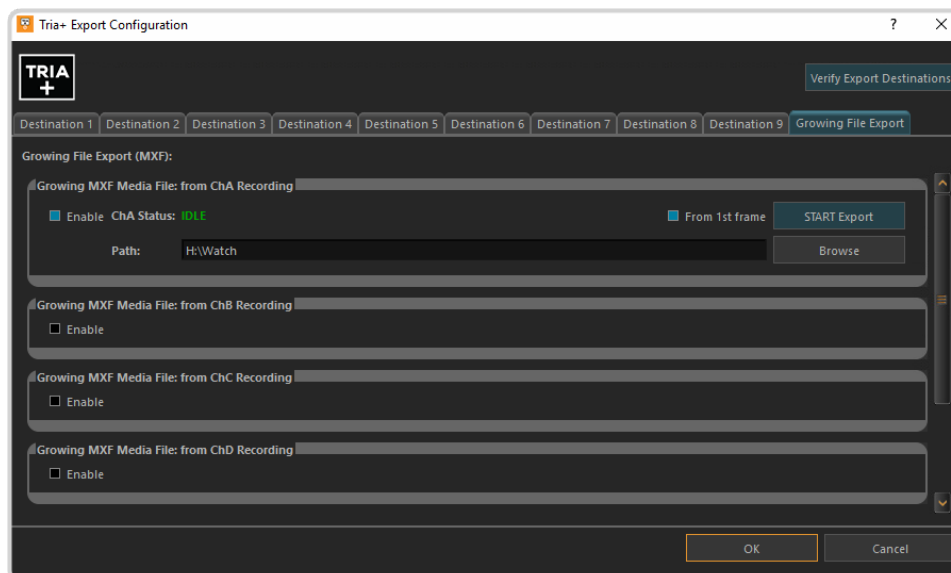 Tria+ Export Configuration ?
TRIA
+
Verify Export Destinations
Destination 1 Destination 2 Destination 3 Destination 4 Destination 5 Destination 6 Destination 7 Destination 8 Destination 9 Growing File Export
Growing File Export (MXF):
Growing MXF Media File: from ChA Recording
Enable ChA Status: IDLE From 1st frame START Export
Path: H:\Watch Browse
Growing MXF Media File: from ChB Recording
Enable
Growing MXF Media File: from ChC Recording
Enable
Growing MXF Media File: from ChD Recording
Enable
OK Cancel